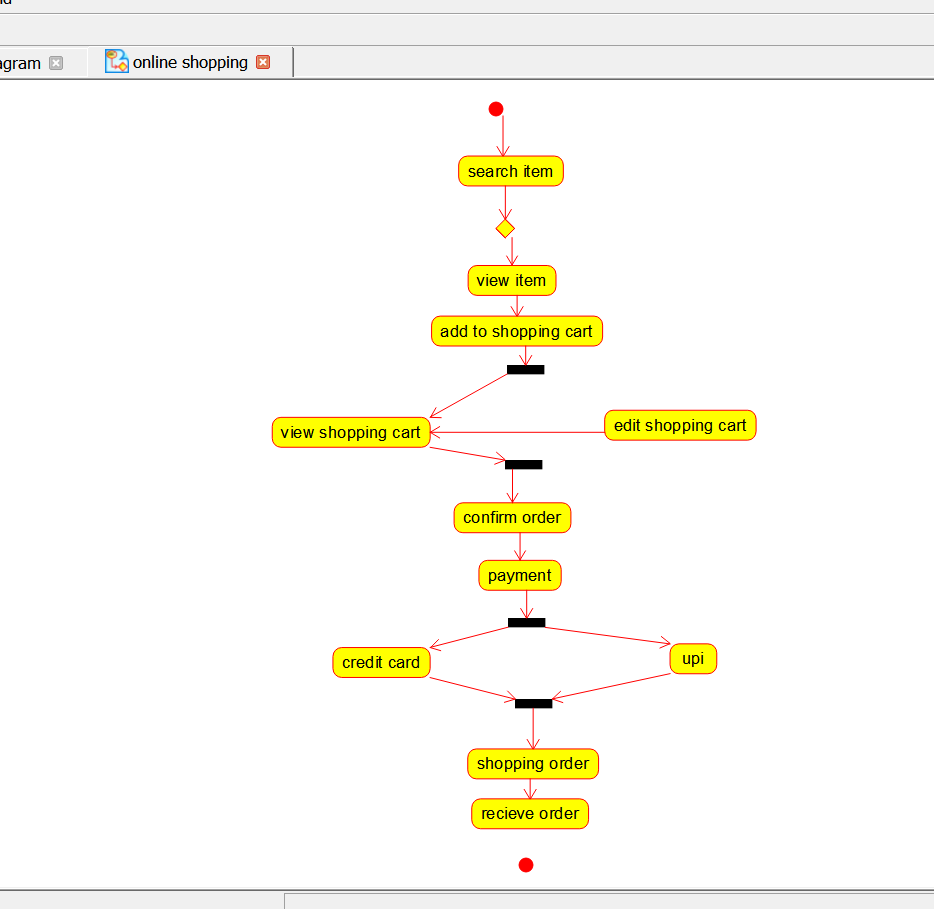 agram
online shopping
search item
view item
add to shopping cart
view shopping cart
edit shopping cart
confirm order
payment
credit card
upi
shopping order
recieve order